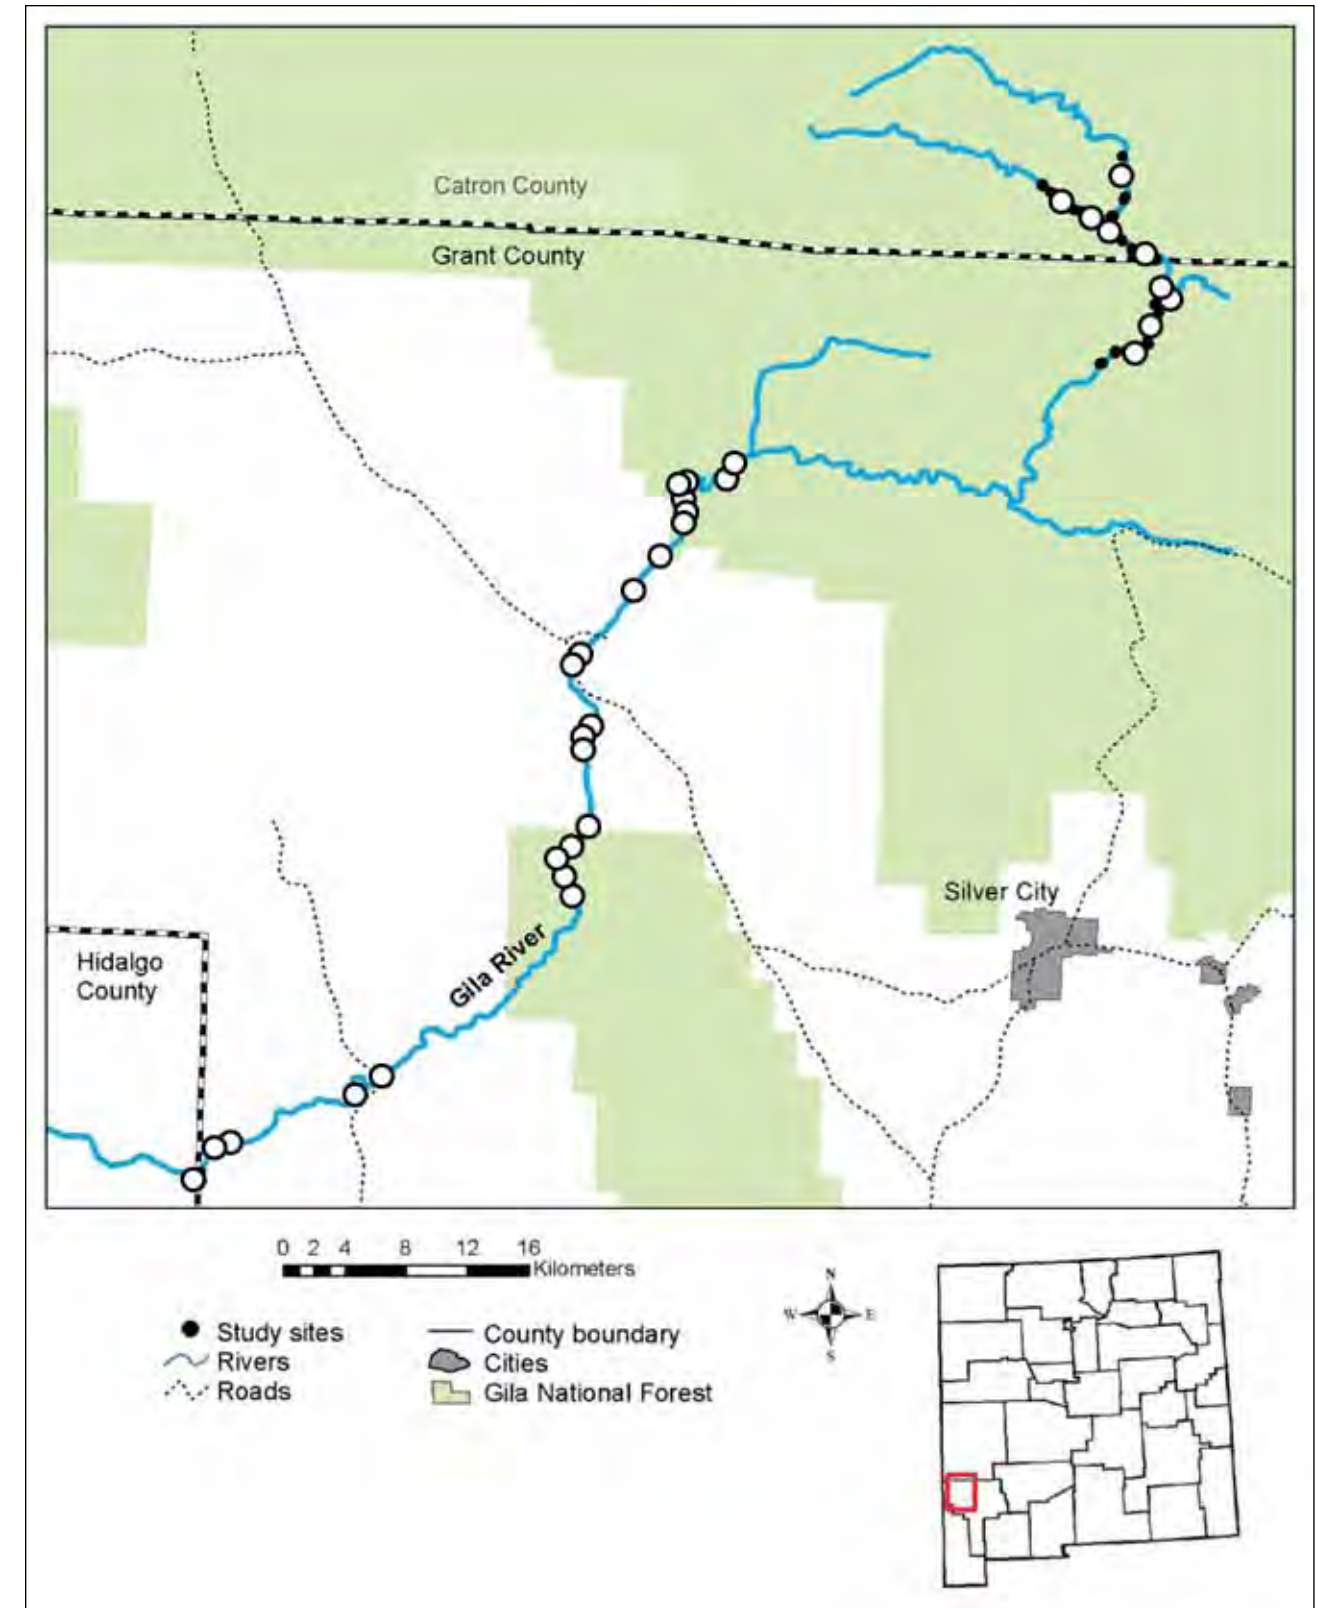 Catron County
Grant County
Silver City
Gila River
Hidalgo
County
0 2 4 8 12 16
Kilometers
N
W E
S
Study sites
Rivers
Roads
County boundary
Cities
Gila National Forest